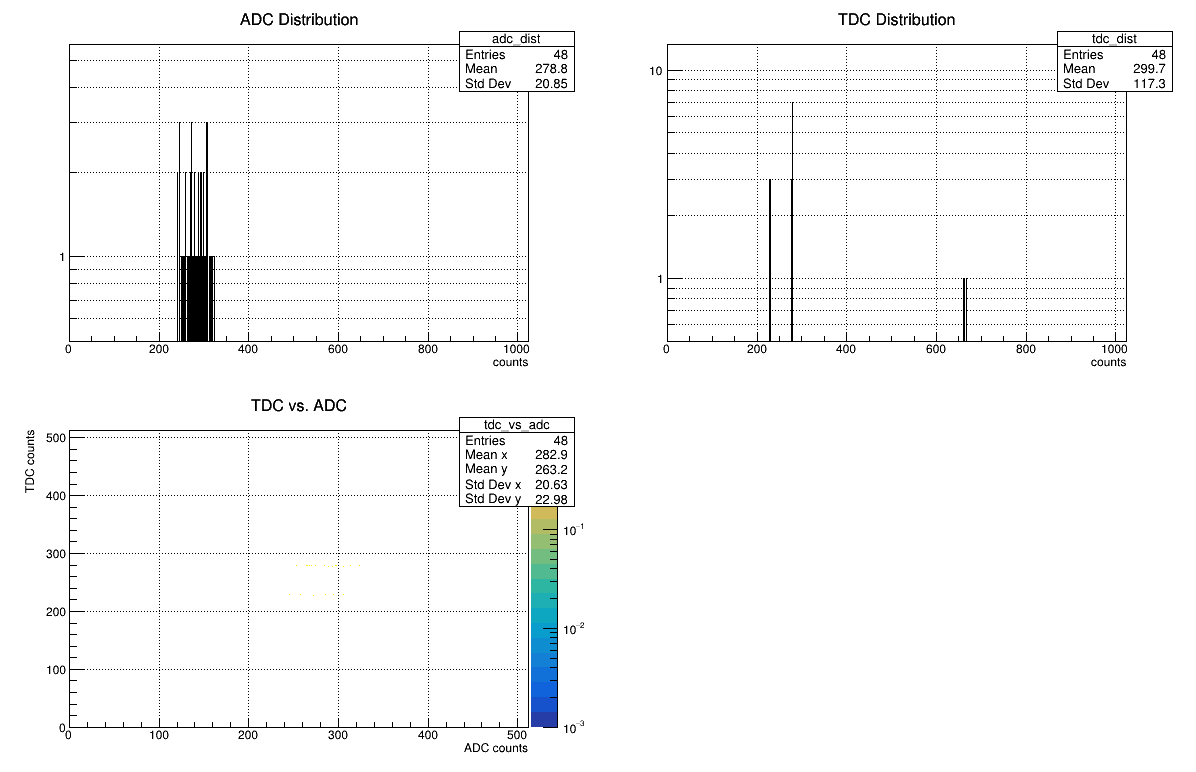 ADC Distribution
adc_dist
Entries 48
Mean 278.8
Std Dev 20.85
1
0 200 400 600 800 1000
counts
TDC Distribution
tdc_dist
Entries 48
Mean 299.7
Std Dev 117.3
10
1
0 200 400 600 800 1000
counts
TDC vs. ADC
tdc_vs_adc
Entries 48
Mean x 282.9
Mean y 263.2
Std Dev x 20.63
Std Dev y 22.98
TDC counts
500
400
300
200
100
0
0 100 200 300 400 500
ADC counts
10⁻¹
10⁻²
10⁻³